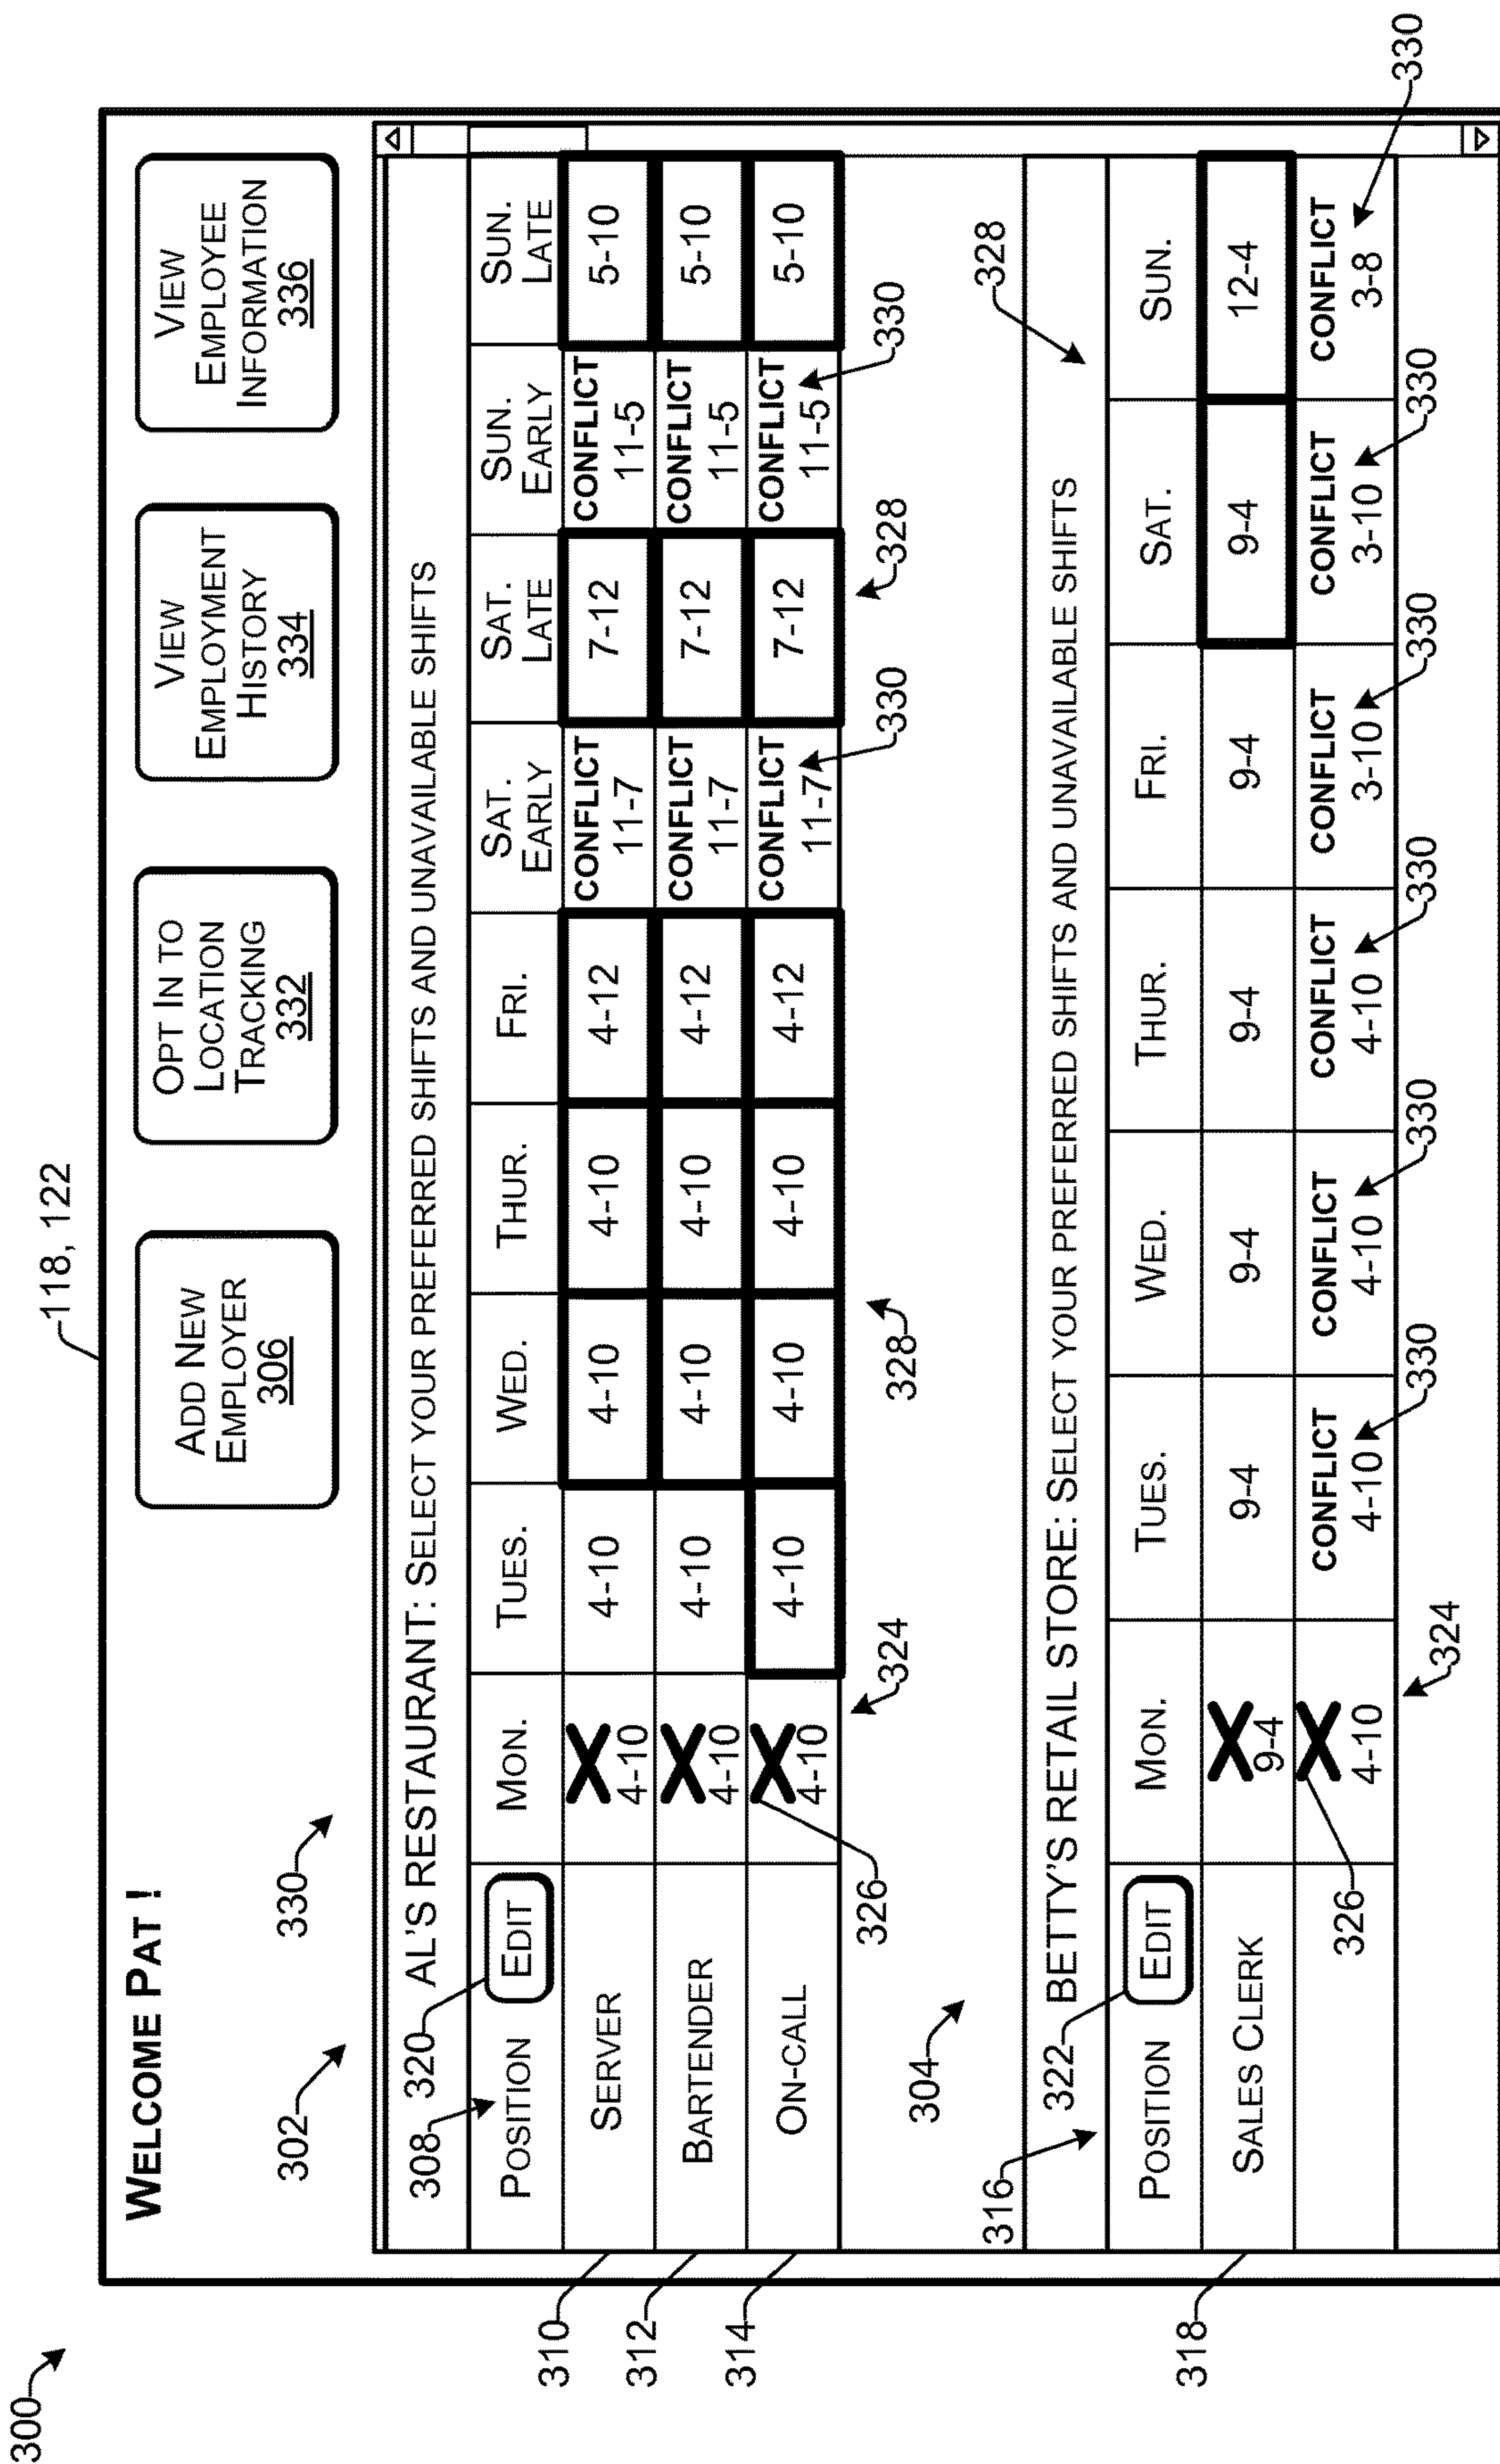 300
118, 122
WELCOME PAT !
ADD NEW
EMPLOYER
306
OPT IN TO
LOCATION
TRACKING
332
VIEW
EMPLOYMENT
HISTORY
334
VIEW
EMPLOYEE
INFORMATION
336
302
330
AL'S RESTAURANT: SELECT YOUR PREFERRED SHIFTS AND UNAVAILABLE SHIFTS
308
320
POSITION EDIT MON. TUES. WED. THUR. FRI. SAT. EARLY SAT. LATE SUN. EARLY SUN. LATE
310
SERVER X 4-10 4-10 4-10 4-10 4-12 CONFLICT 11-7 7-12 CONFLICT 11-5 5-10
312
BARTENDER X 4-10 4-10 4-10 4-10 4-12 CONFLICT 11-7 7-12 CONFLICT 11-5 5-10
314
ON-CALL X 4-10 4-10 4-10 4-10 4-12 CONFLICT 11-7 7-12 CONFLICT 11-5 5-10
326
324
328
330
328
330
304
328
BETTY'S RETAIL STORE: SELECT YOUR PREFERRED SHIFTS AND UNAVAILABLE SHIFTS
316
322
POSITION EDIT MON. TUES. WED. THUR. FRI. SAT. SUN.
318
SALES CLERK X 9-4 9-4 9-4 9-4 9-4 9-4 12-4
X 4-10 CONFLICT 4-10 CONFLICT 4-10 CONFLICT 4-10 CONFLICT 3-10 CONFLICT 3-10 CONFLICT 3-8
326
324
330
330
330
330
330
330